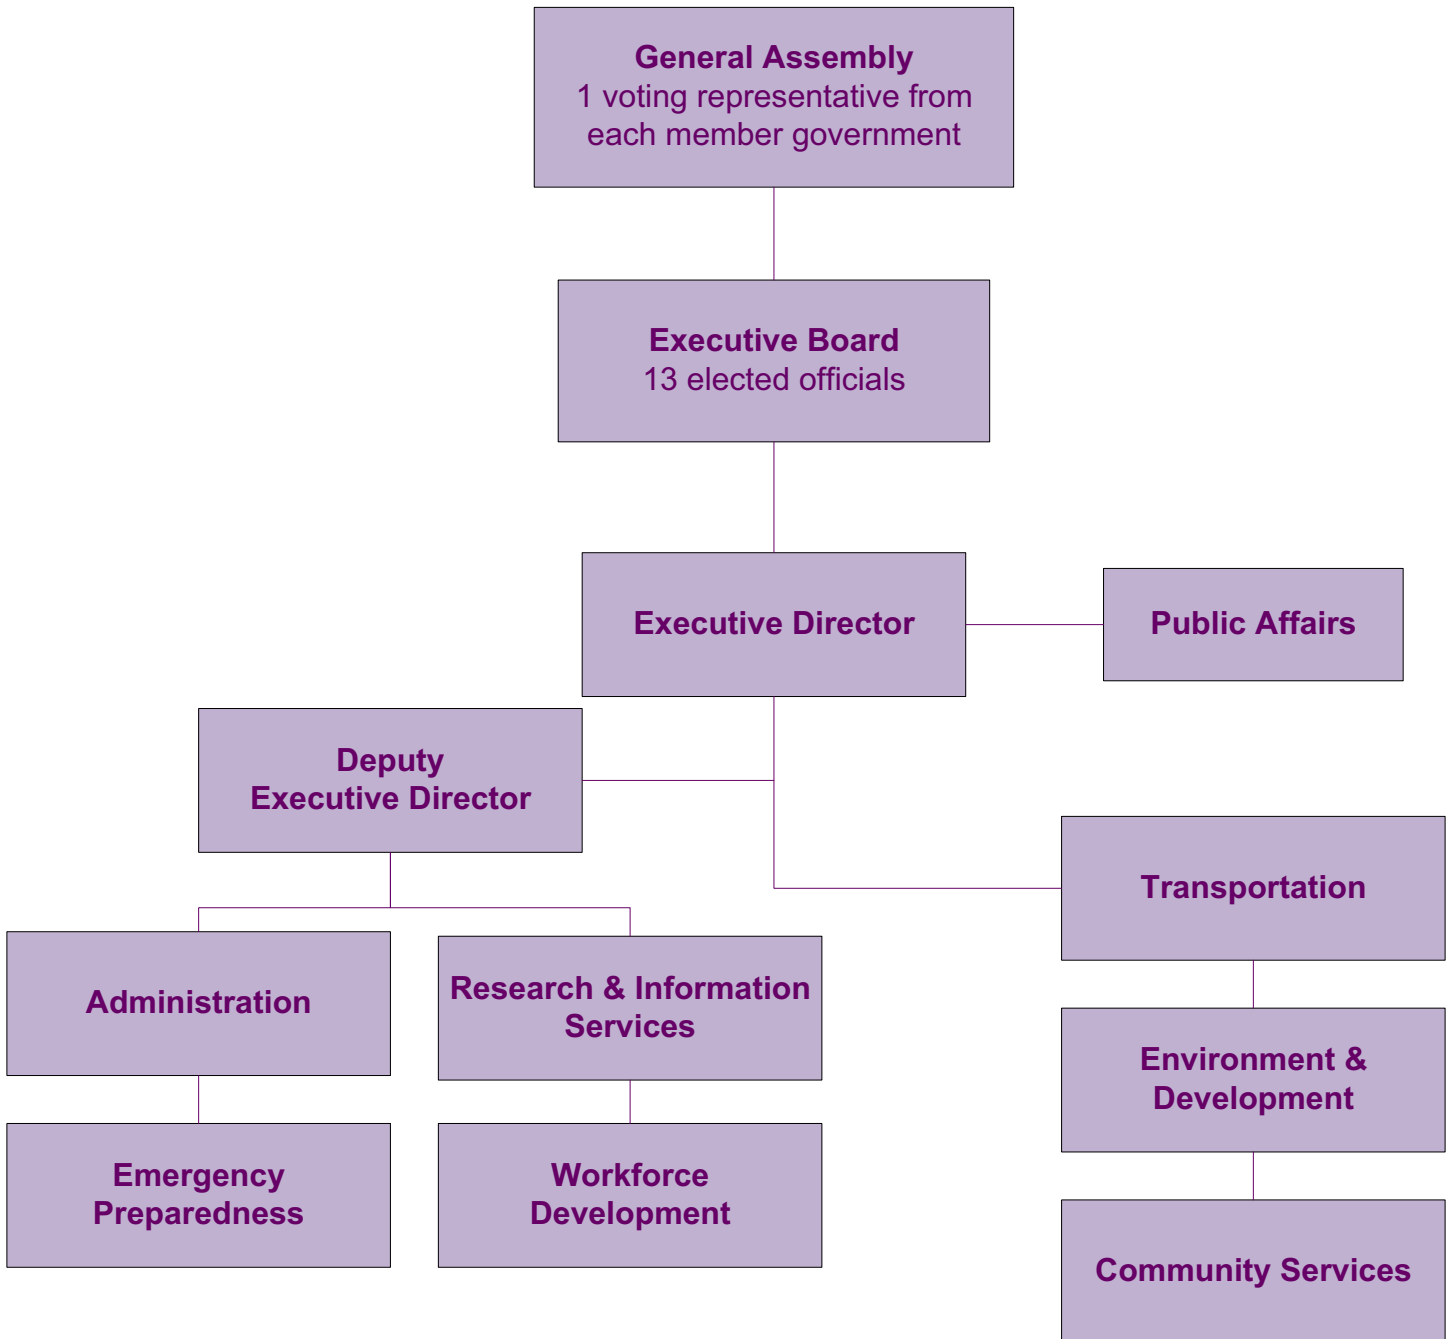 General Assembly
1 voting representative from
each member government
Executive Board
13 elected officials
Executive Director
Public Affairs
Deputy
Executive Director
Transportation
Administration
Research & Information
Services
Environment &
Development
Emergency
Preparedness
Workforce
Development
Community Services